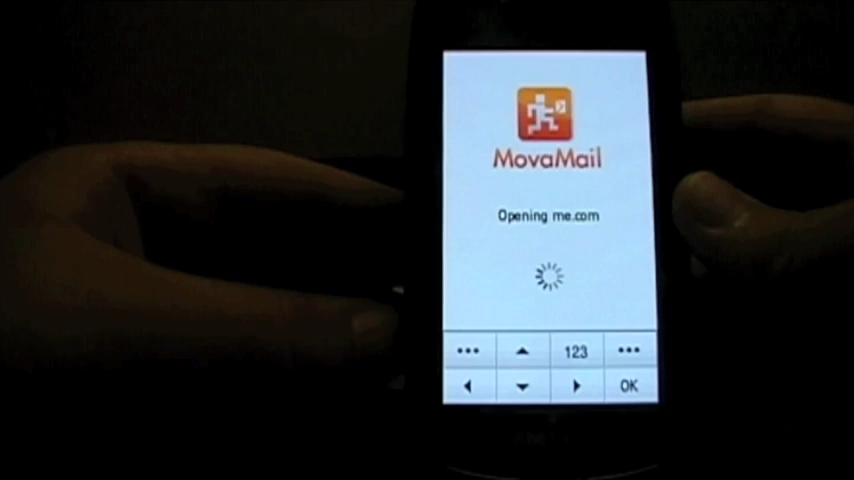 MovaMail
Opening me.com
••• 123 •••
OK